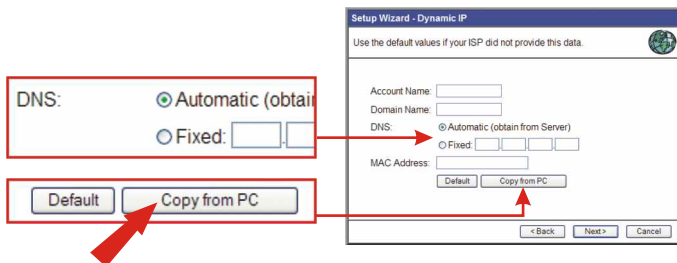 DNS:
Automatic (obtain
Fixed:
Default
Copy from PC
Setup Wizard - Dynamic IP
Use the default values if your ISP did not provide this data.
Account Name:
Domain Name:
DNS:
Automatic (obtain from Server)
Fixed:
MAC Address:
Default
Copy from PC
< Back
Next >
Cancel